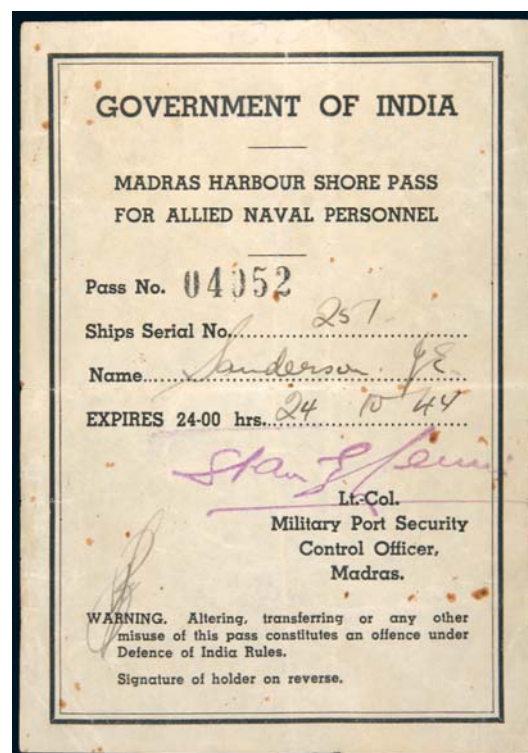 GOVERNMENT OF INDIA
MADRAS HARBOUR SHORE PASS
FOR ALLIED NAVAL PERSONNEL
Pass No. 04052
Ships Serial No. 257
Name Sanderson J.E.
EXPIRES 24-00 hrs. 24 10 44
Lt.-Col.
Military Port Security
Control Officer,
Madras.
WARNING. Altering, transferring or any other
misuse of this pass constitutes an offence under
Defence of India Rules.
Signature of holder on reverse.